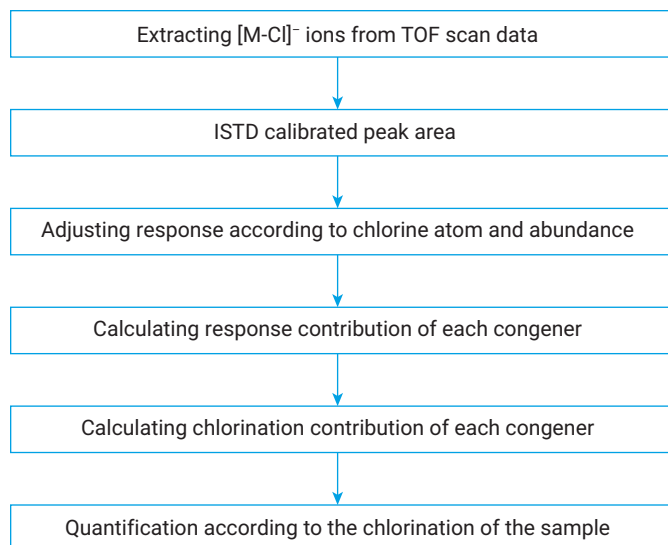 Extracting [M-Cl]⁻ ions from TOF scan data
ISTD calibrated peak area
Adjusting response according to chlorine atom and abundance
Calculating response contribution of each congener
Calculating chlorination contribution of each congener
Quantification according to the chlorination of the sample